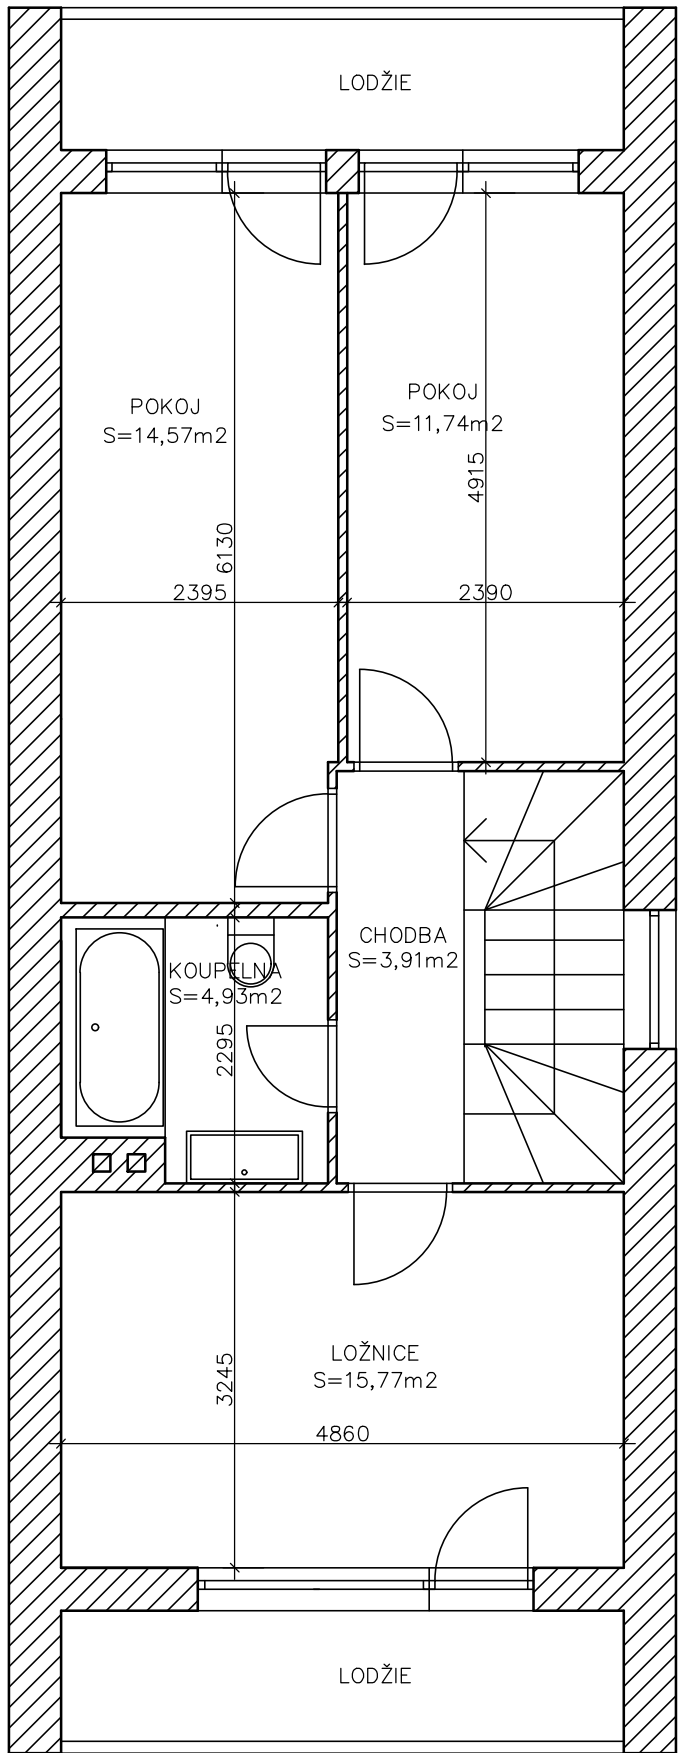 LODŽIE
POKOJ
S=14,57m2
POKOJ
S=11,74m2
4915
6130
2395
2390
CHODBA
S=3,91m2
KOUPELNA
S=4,93m2
2295
LOŽNICE
S=15,77m2
3245
4860
LODŽIE